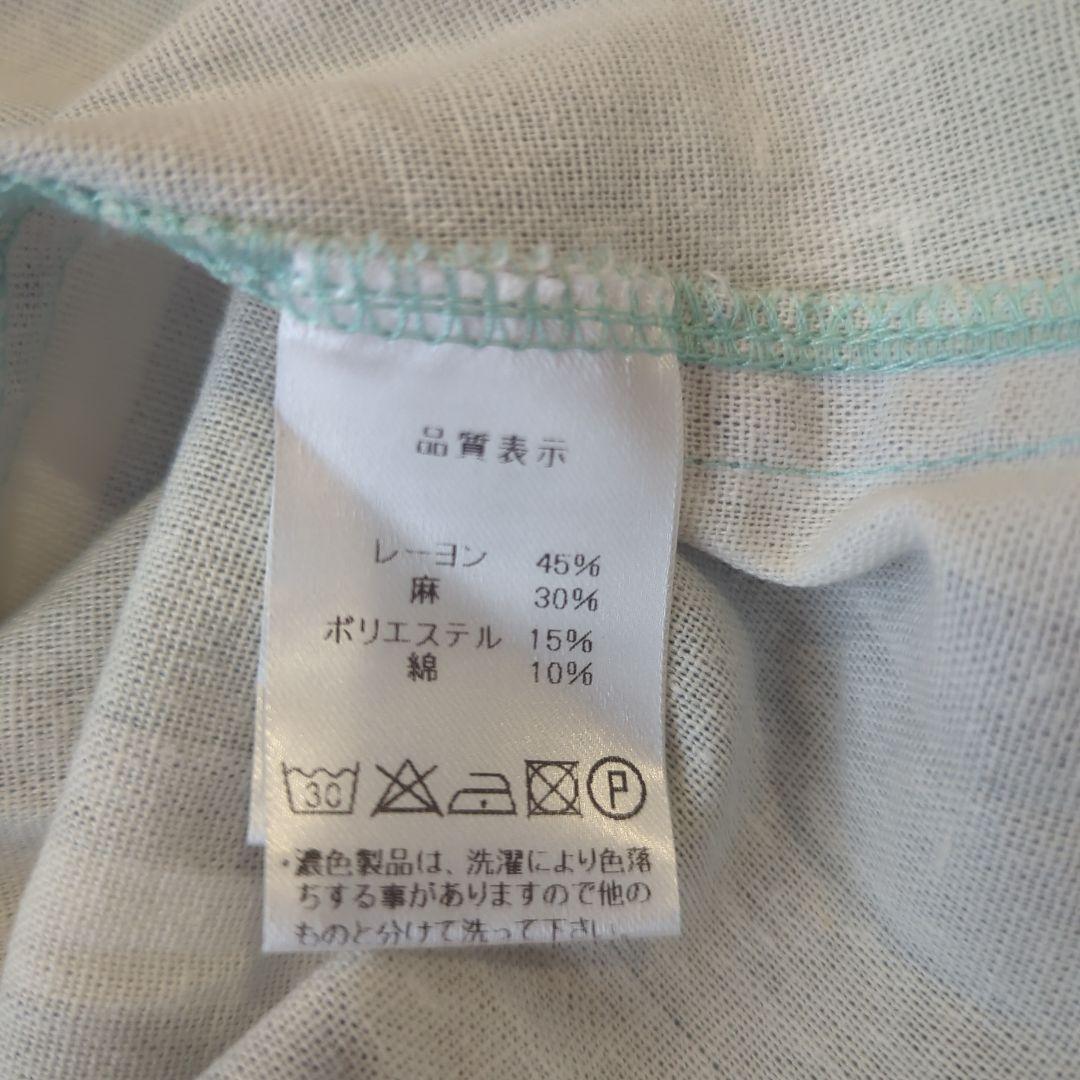 品質表示
レーヨン 45%
麻 30%
ポリエステル 15%
綿 10%
30 P
・濃色製品は、洗濯により色落
ちする事がありますので他の
ものと分けて洗って下さい